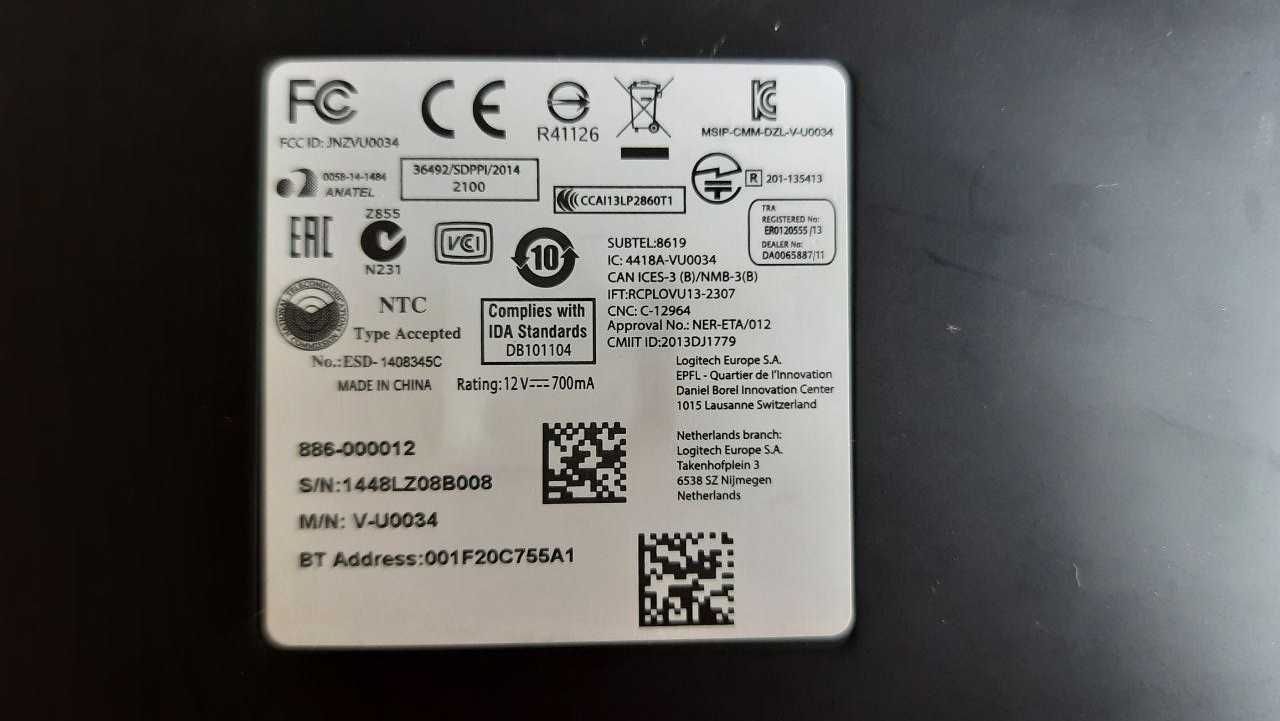 FC
FCC ID: JNZVU0034
CE
R41126
MSIP-CMM-DZL-V-U0034
0058-14-1484
ANATEL
36492/SDPPI/2014
2100
CCAI13LP2860T1
R 201-135413
EAC
Z855
N231
VCI
10
TRA
REGISTERED No:
ER0120555 /13
DEALER No:
DA0065887/11
SUBTEL:8619
IC: 4418A-VU0034
CAN ICES-3 (B)/NMB-3(B)
IFT:RCPLOVU13-2307
CNC: C-12964
Approval No.: NER-ETA/012
CMIIT ID:2013DJ1779
NTC
Type Accepted
No.:ESD- 1408345C
Complies with
IDA Standards
DB101104
MADE IN CHINA
Rating: 12V⎓700mA
Logitech Europe S.A.
EPFL - Quartier de l'Innovation
Daniel Borel Innovation Center
1015 Lausanne Switzerland
Netherlands branch:
Logitech Europe S.A.
Takenhofplein 3
6538 SZ Nijmegen
Netherlands
886-000012
S/N:1448LZ08B008
M/N: V-U0034
BT Address:001F20C755A1